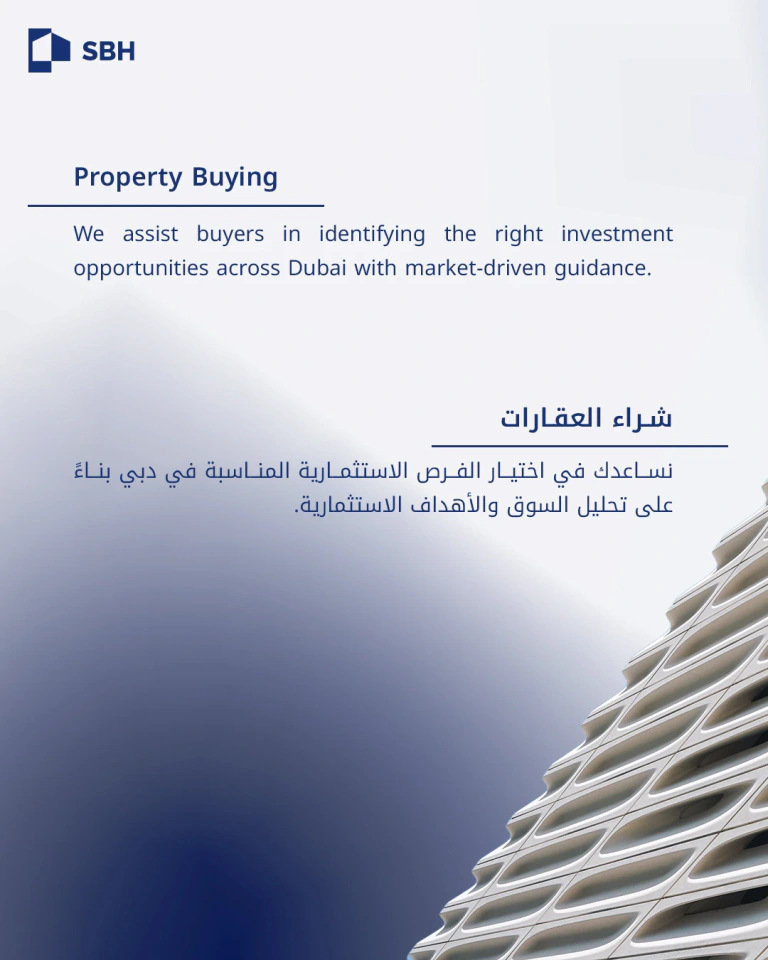 SBH
Property Buying
We assist buyers in identifying the right investment
opportunities across Dubai with market-driven guidance.
شراء العقارات
نساعدك في اختيار الفرص الاستثمارية المناسبة في دبي بناءً
على تحليل السوق والأهداف الاستثمارية.